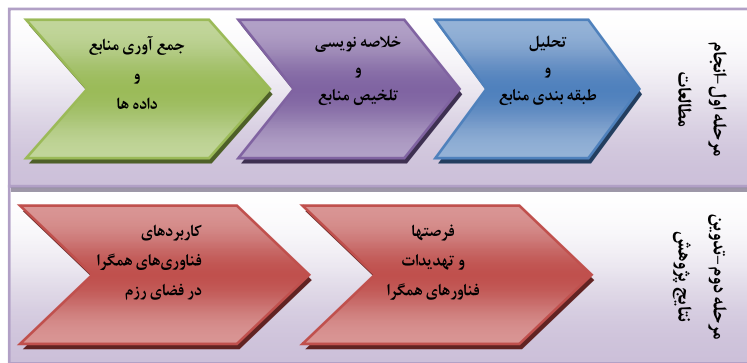 مرحله اول-انجام
مطالعات
جمع آوری منابع
و
داده ها
خلاصه نویسی
و
تلخیص منابع
تحلیل
و
طبقه بندی منابع
مرحله دوم-تدوین
نتایج پژوهش
کاربردهای
فناوری‌های همگرا
در فضای رزم
فرصتها
و تهدیدات
فناورهای همگرا